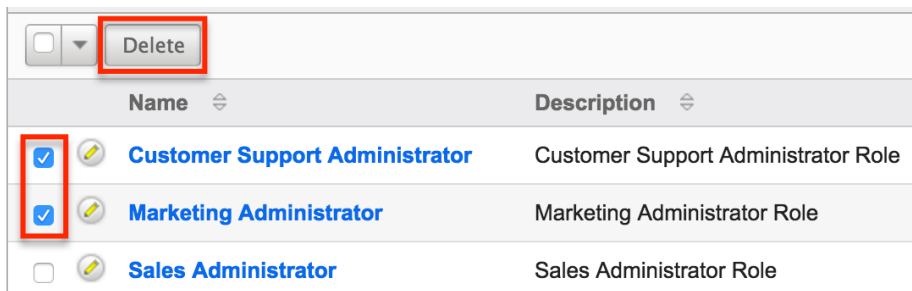 Delete
Name Description
Customer Support Administrator Customer Support Administrator Role
Marketing Administrator Marketing Administrator Role
Sales Administrator Sales Administrator Role